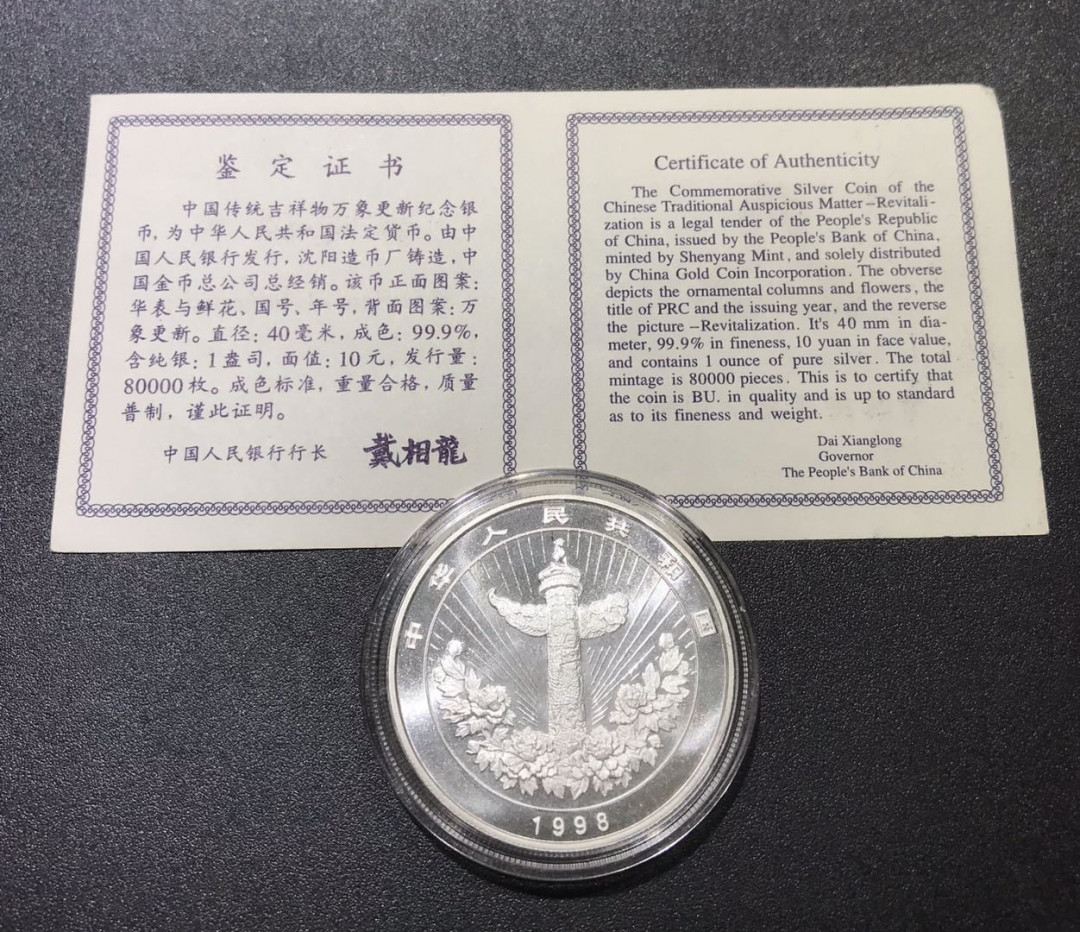 鉴定证书
中国传统吉祥物万象更新纪念银
币，为中华人民共和国法定货币。由中
国人民银行发行，沈阳造币厂铸造，中
国金币总公司总经销。该币正面图案：
华表与鲜花、国号、年号，背面图案：万
象更新。直径：40毫米，成色：99.9%，
含纯银：1盎司，面值：10元，发行量：
80000枚。成色标准，重量合格，质量
普制，谨此证明。
中国人民银行行长 戴相龍
Certificate of Authenticity
The Commemorative Silver Coin of the
Chinese Traditional Auspicious Matter–Revitali-
zation is a legal tender of the People's Republic
of China, issued by the People's Bank of China,
minted by Shenyang Mint, and solely distributed
by China Gold Coin Incorporation. The obverse
depicts the ornamental columns and flowers, the
title of PRC and the issuing year, and the reverse
the picture –Revitalization. It's 40 mm in dia-
meter, 99.9% in fineness, 10 yuan in face value,
and contains 1 ounce of pure silver. The total
mintage is 80000 pieces. This is to certify that
the coin is BU. in quality and is up to standard
as to its fineness and weight.
Dai Xianglong
Governor
The People's Bank of China
中华人民共和国
1998